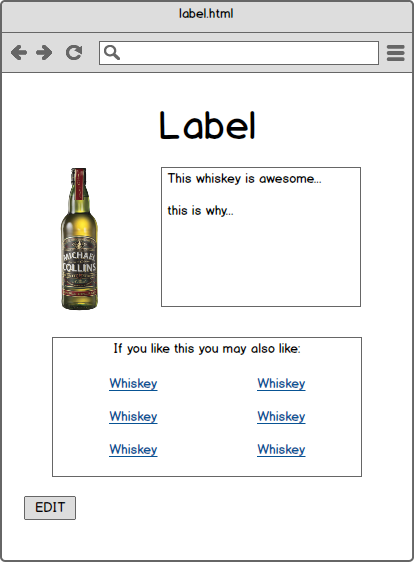 label.html
Label
This whiskey is awesome...
this is why...
MICHAEL
COLLINS
If you like this you may also like:
Whiskey Whiskey
Whiskey Whiskey
Whiskey Whiskey
EDIT